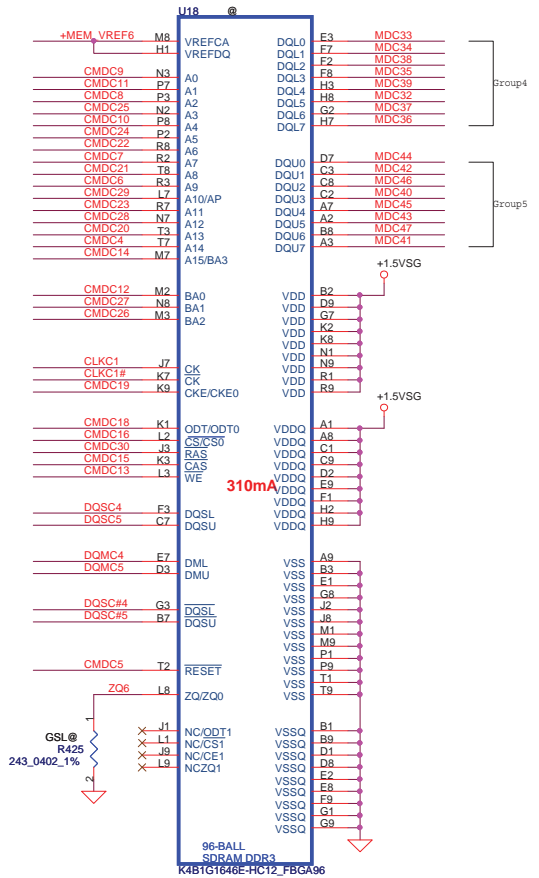 U18 @
+MEM_VREF6 M8 VREFCA DQL0 E3 MDC33
H1 VREFDQ DQL1 F7 MDC34
DQL2 F2 MDC38
CMDC9 N3 A0 DQL3 F8 MDC35
CMDC11 P7 A1 DQL4 H3 MDC39 Group4
CMDC8 P3 A2 DQL5 H8 MDC32
CMDC25 N2 A3 DQL6 G2 MDC37
CMDC10 P8 A4 DQL7 H7 MDC36
CMDC24 P2 A5
CMDC22 R8 A6
CMDC7 R2 A7 DQU0 D7 MDC44
CMDC21 T8 A8 DQU1 C3 MDC42
CMDC6 R3 A9 DQU2 C8 MDC46
CMDC29 L7 A10/AP DQU3 C2 MDC40
CMDC23 R7 A11 DQU4 A7 MDC45 Group5
CMDC28 N7 A12 DQU5 A2 MDC43
CMDC20 T3 A13 DQU6 B8 MDC47
CMDC4 T7 A14 DQU7 A3 MDC41
CMDC14 M7 A15/BA3
+1.5VSG
CMDC12 M2 BA0 VDD B2
CMDC27 N8 BA1 VDD D9
CMDC26 M3 BA2 VDD G7
VDD K2
VDD K8
VDD N1
CLKC1 J7 CK VDD N9
CLKC1# K7 CK VDD R1
CMDC19 K9 CKE/CKE0 VDD R9
+1.5VSG
CMDC18 K1 ODT/ODT0 VDDQ A1
CMDC16 L2 CS/CS0 VDDQ A8
CMDC30 J3 RAS VDDQ C1
CMDC15 K3 CAS VDDQ C9
CMDC13 L3 WE VDDQ D2
310mA VDDQ E9
VDDQ F1
DQSC4 F3 DQSL VDDQ H2
DQSC5 C7 DQSU VDDQ H9
DQMC4 E7 DML VSS A9
DQMC5 D3 DMU VSS B3
VSS E1
VSS G8
DQSC#4 G3 DQSL VSS J2
DQSC#5 B7 DQSU VSS J8
VSS M1
VSS M9
VSS P1
CMDC5 T2 RESET VSS P9
VSS T1
ZQ6 L8 ZQ/ZQ0 VSS T9
1
J1 NC/ODT1 VSSQ B1
GSL@ L1 NC/CS1 VSSQ B9
R425 J9 NC/CE1 VSSQ D1
243_0402_1% L9 NCZQ1 VSSQ D8
2 VSSQ E2
VSSQ E8
VSSQ F9
VSSQ G1
VSSQ G9
96-BALL
SDRAM DDR3
K4B1G1646E-HC12_FBGA96